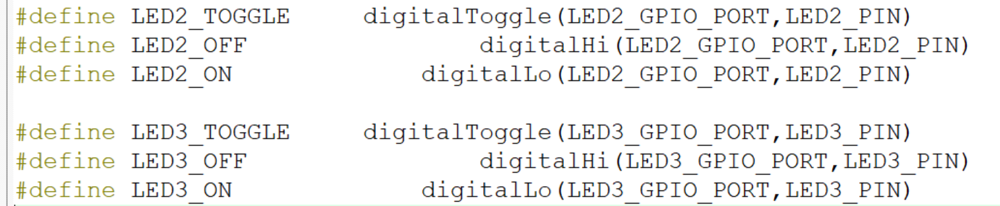 #define LED2_TOGGLE     digitalToggle(LED2_GPIO_PORT,LED2_PIN)
#define LED2_OFF                digitalHi(LED2_GPIO_PORT,LED2_PIN)
#define LED2_ON             digitalLo(LED2_GPIO_PORT,LED2_PIN)

#define LED3_TOGGLE     digitalToggle(LED3_GPIO_PORT,LED3_PIN)
#define LED3_OFF                digitalHi(LED3_GPIO_PORT,LED3_PIN)
#define LED3_ON             digitalLo(LED3_GPIO_PORT,LED3_PIN)